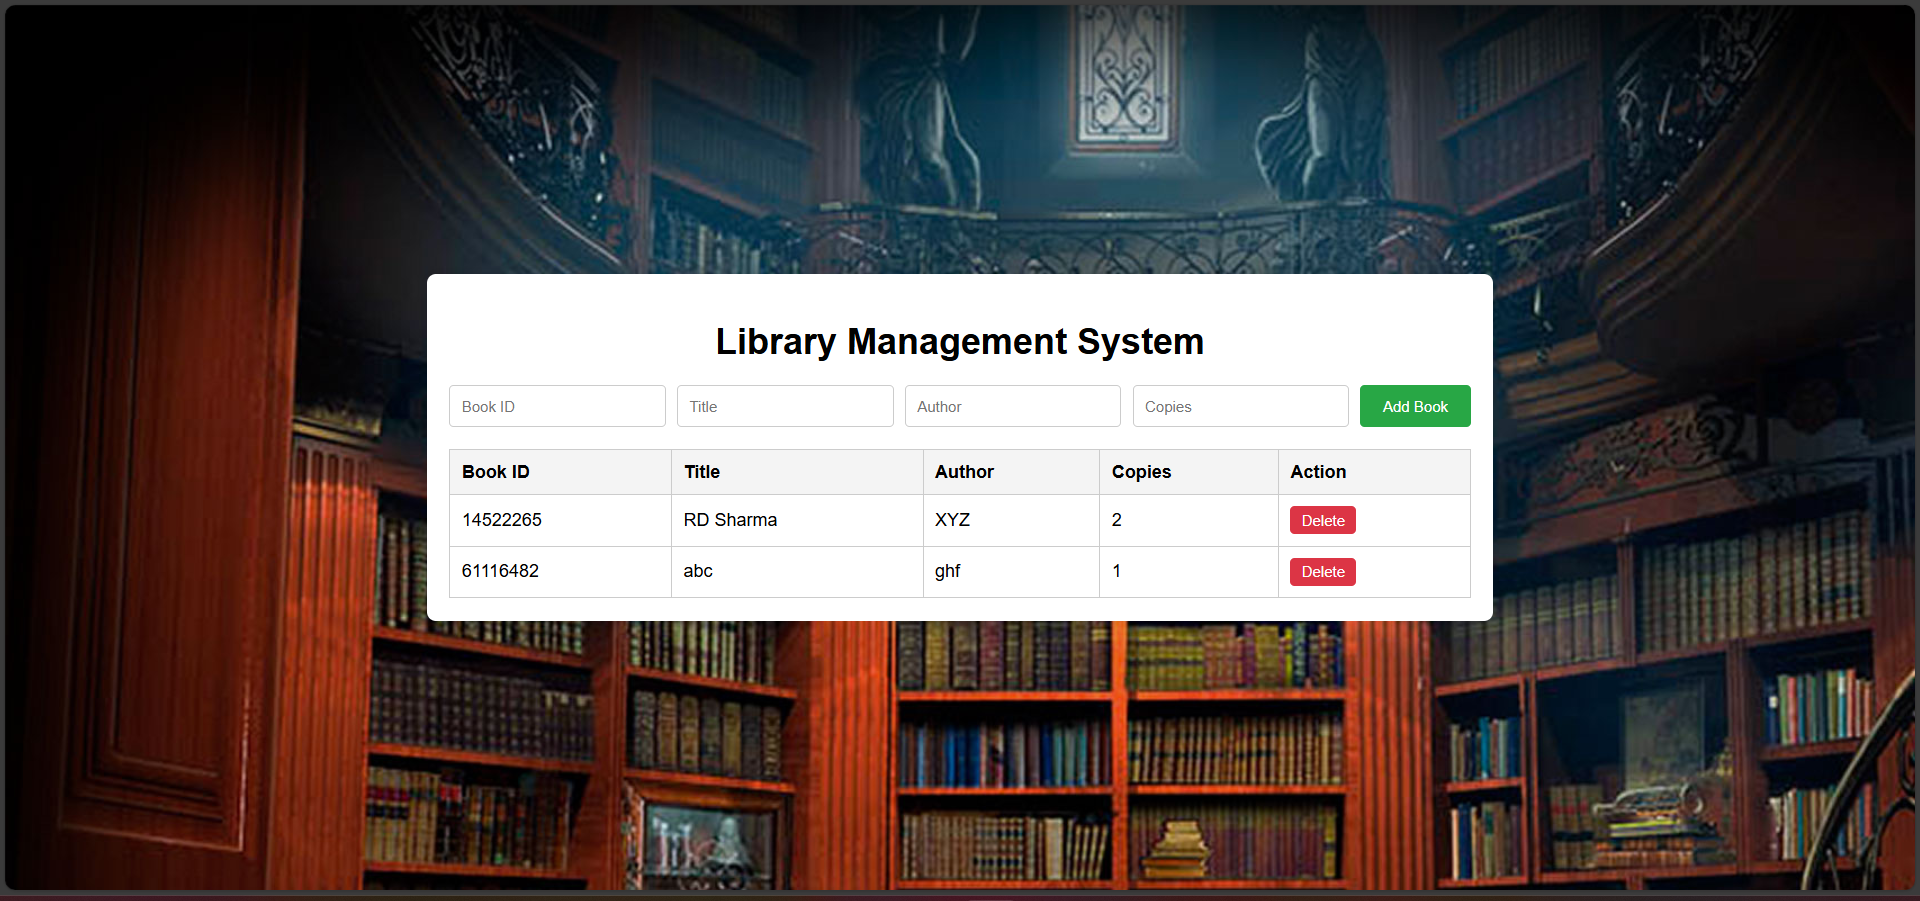 Library Management System
Book ID Title Author Copies Add Book
Book ID Title Author Copies Action
14522265 RD Sharma XYZ 2 Delete
61116482 abc ghf 1 Delete